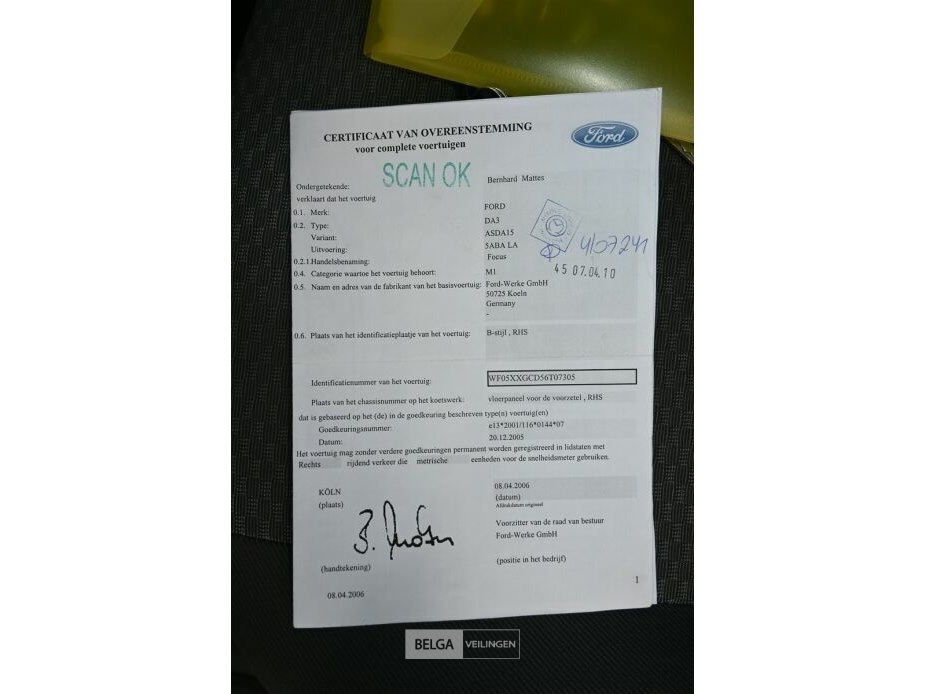 CERTIFICAAT VAN OVEREENSTEMMING
voor complete voertuigen
Ford
SCAN OK
Ondergetekende: Bernhard Mattes
verklaart dat het voertuig
0.1. Merk: FORD
0.2. Type: DA3
Variant: ASDA15
Uitvoering: 5ABA LA
0.2.1.Handelsbenaming: Focus
4/07241
45 07.04.10
0.4. Categorie waartoe het voertuig behoort: M1
0.5. Naam en adres van de fabrikant van het basisvoertuig: Ford-Werke GmbH
50725 Koeln
Germany
-
0.6. Plaats van het identificatieplaatje van het voertuig: B-stijl , RHS
Identificatienummer van het voertuig: WF05XXGCD56T07305
Plaats van het chassisnummer op het koetswerk: vloerpaneel voor de voorzetel , RHS
dat is gebaseerd op het (de) in de goedkeuring beschreven type(n) voertuig(en)
Goedkeuringsnummer: e13*2001/116*0144*07
Datum: 20.12.2005
Het voertuig mag zonder verdere goedkeuringen permanent worden geregistreerd in lidstaten met
Rechts rijdend verkeer die metrische eenheden voor de snelheidsmeter gebruiken.
KÖLN 08.04.2006
(plaats) (datum)
Afdrukdatum origineel
B. Mattes
Voorzitter van de raad van bestuur
Ford-Werke GmbH
(handtekening) (positie in het bedrijf)
1
08.04.2006
BELGA VEILINGEN